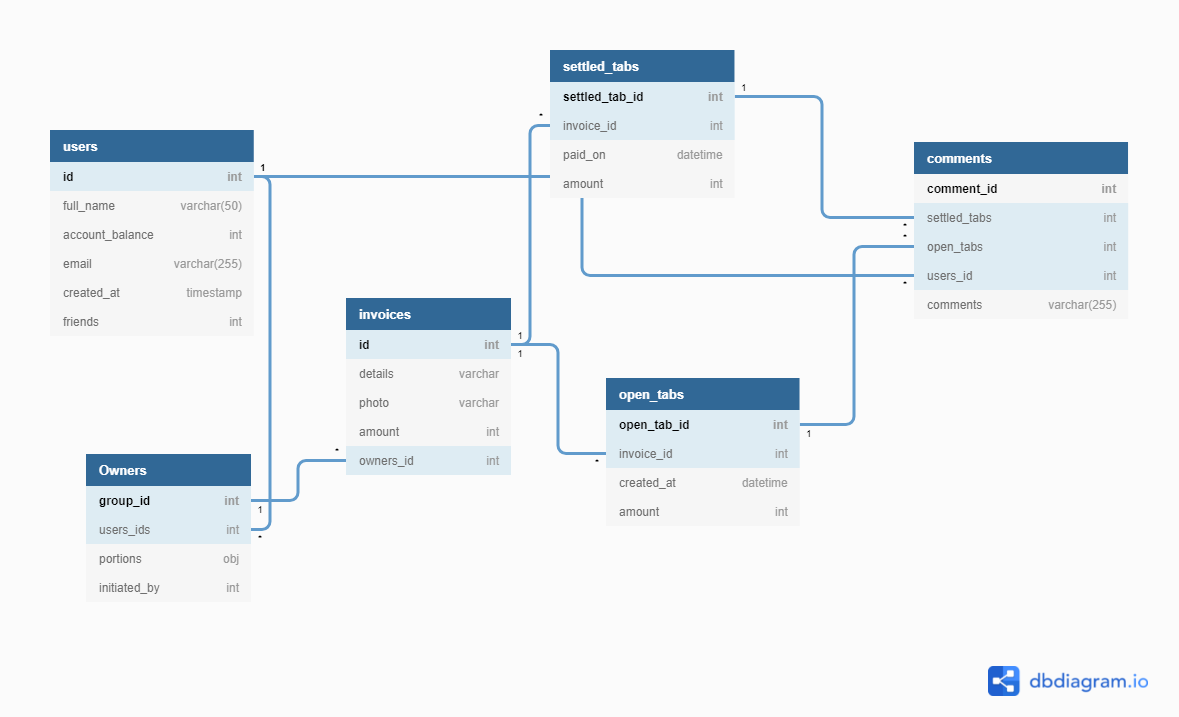 settled_tabs
settled_tab_id int
invoice_id int
paid_on datetime
amount int
1
*
users
id int
full_name varchar(50)
account_balance int
email varchar(255)
created_at timestamp
friends int
1
comments
comment_id int
settled_tabs int
open_tabs int
users_id int
comments varchar(255)
*
*
*
invoices
id int
details varchar
photo varchar
amount int
owners_id int
1
1
*
open_tabs
open_tab_id int
invoice_id int
created_at datetime
amount int
1
*
Owners
group_id int
users_ids int
portions obj
initiated_by int
1
*
dbdiagram.io